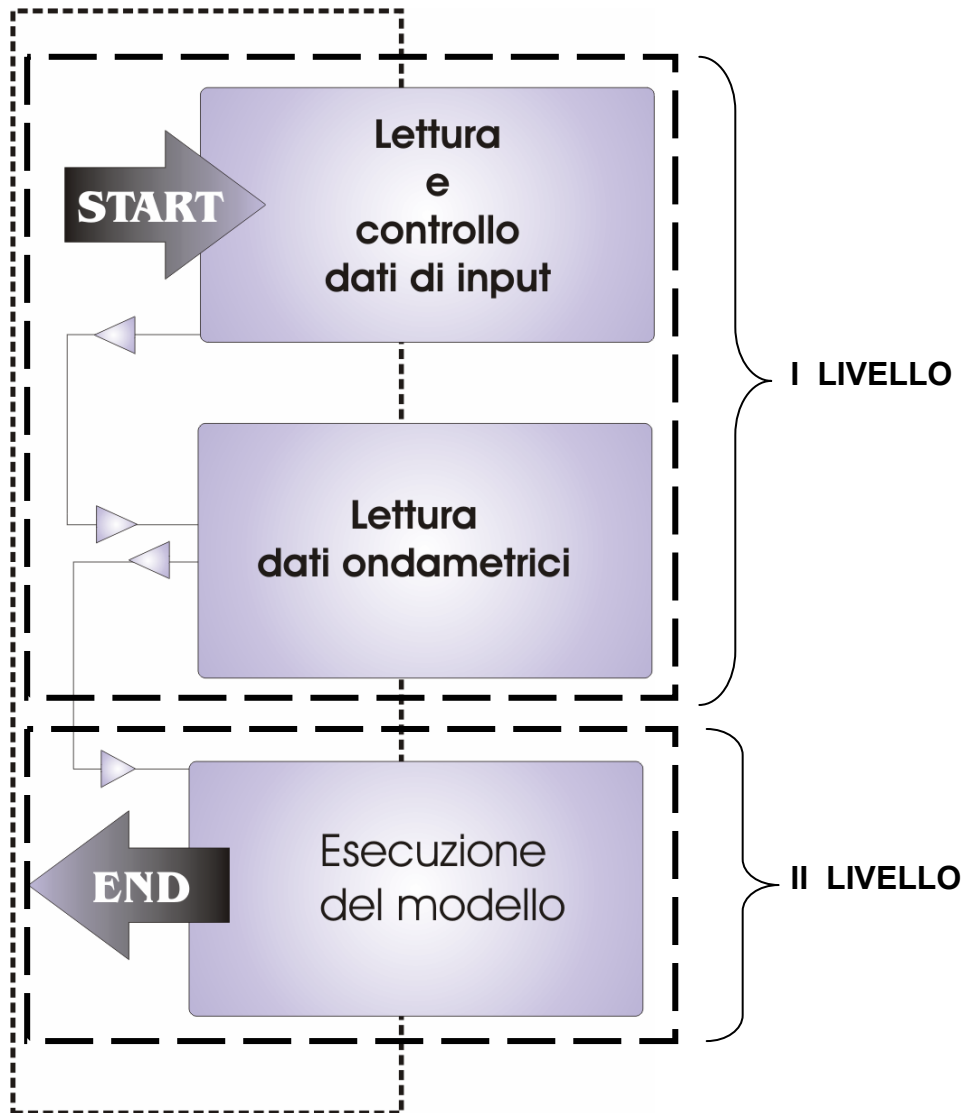 START
Lettura
e
controllo
dati di input
I LIVELLO
Lettura
dati ondametrici
Esecuzione
del modello
END
II LIVELLO